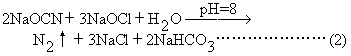 2NaOCN + 3NaOCl + H₂O pH=8 ⟶
N₂ ↑ + 3NaCl + 2NaHCO₃ ⋯⋯⋯⋯⋯⋯⋯ (2)